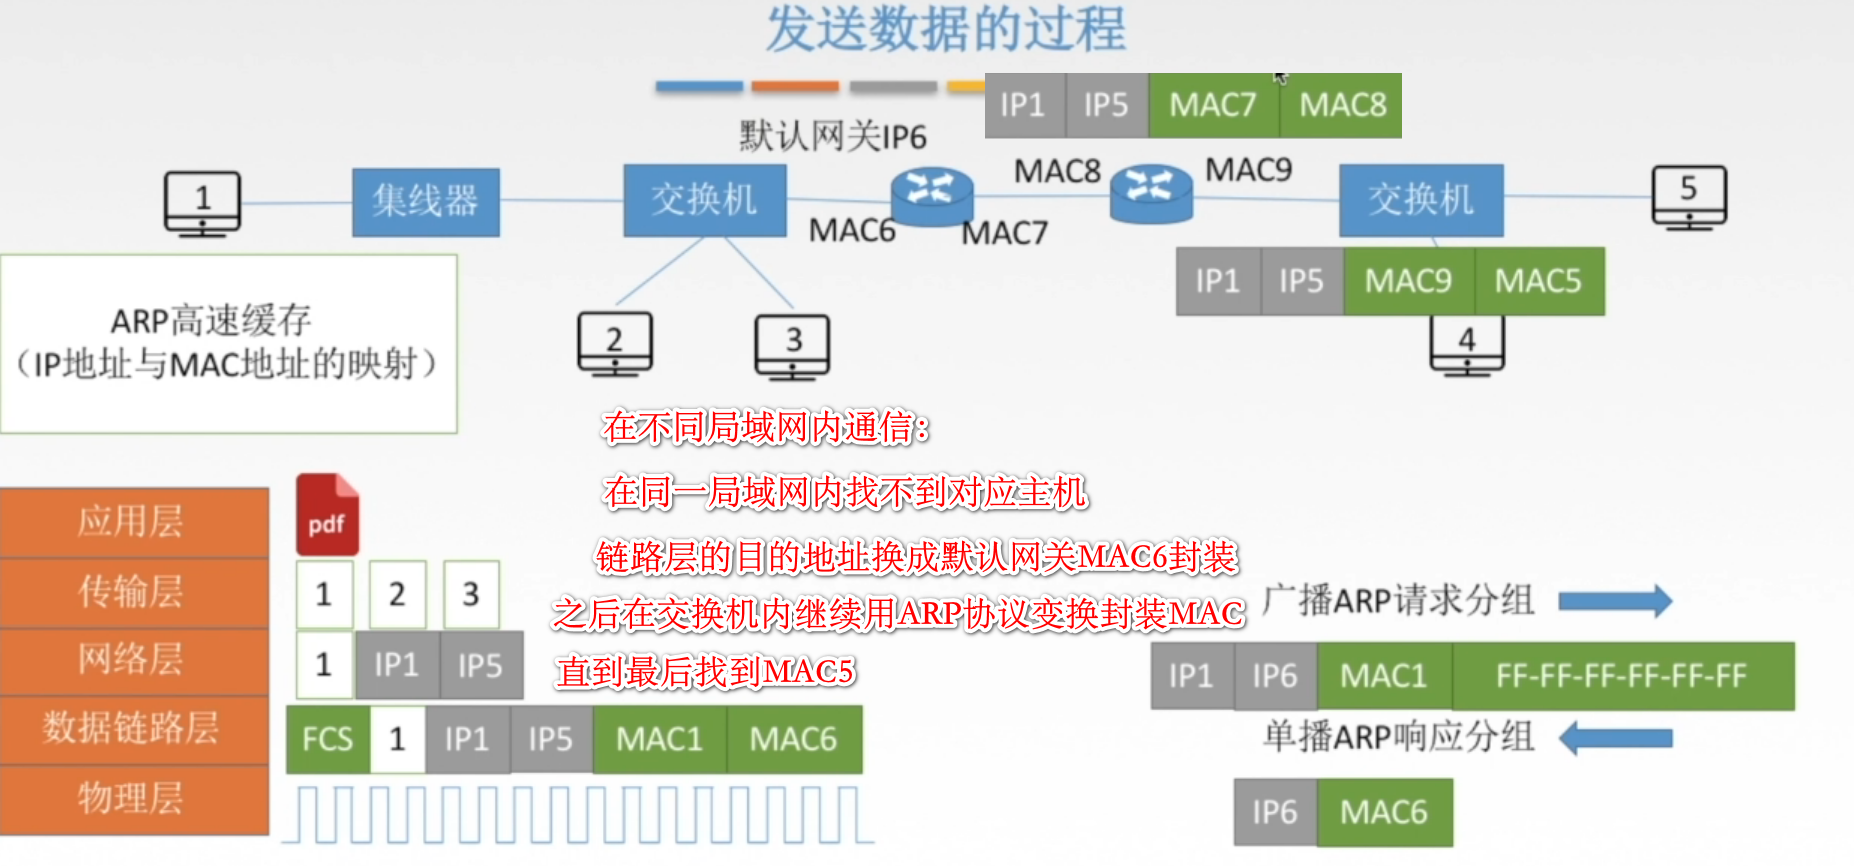 发送数据的过程
IP1 IP5 MAC7 MAC8
默认网关IP6
MAC8 MAC9
1 集线器 交换机 交换机 5
MAC6 MAC7
IP1 IP5 MAC9 MAC5
ARP高速缓存
（IP地址与MAC地址的映射）
2 3 4
在不同局域网内通信：
在同一局域网内找不到对应主机
链路层的目的地址换成默认网关MAC6封装
之后在交换机内继续用ARP协议变换封装MAC
直到最后找到MAC5
应用层 pdf
传输层 1 2 3
网络层 1 IP1 IP5
数据链路层 FCS 1 IP1 IP5 MAC1 MAC6
物理层
广播ARP请求分组
IP1 IP6 MAC1 FF-FF-FF-FF-FF-FF
单播ARP响应分组
IP6 MAC6